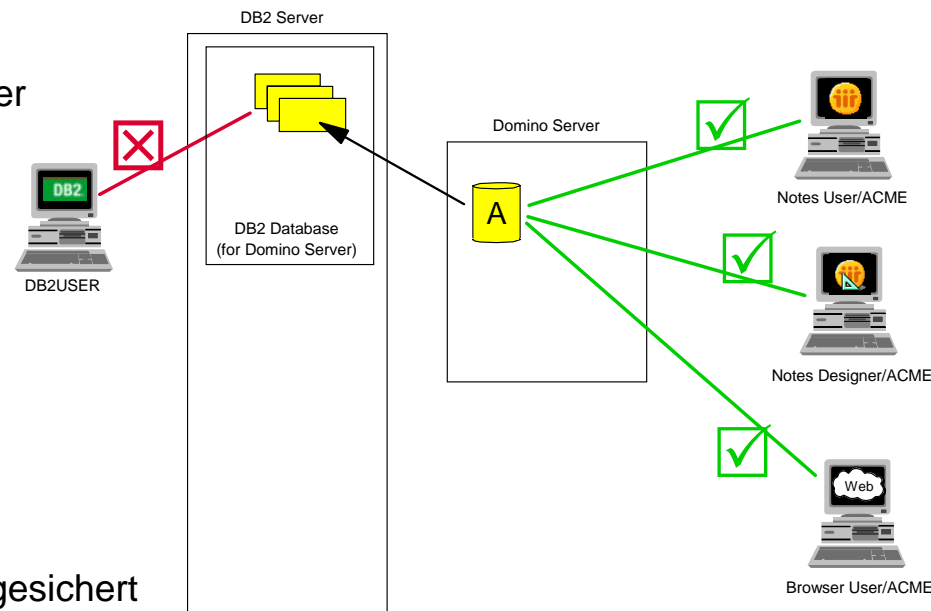 DB2 Server
er
Domino Server
DB2
A
Notes User/ACME
DB2 Database
(for Domino Server)
DB2USER
Notes Designer/ACME
Web
gesichert
Browser User/ACME